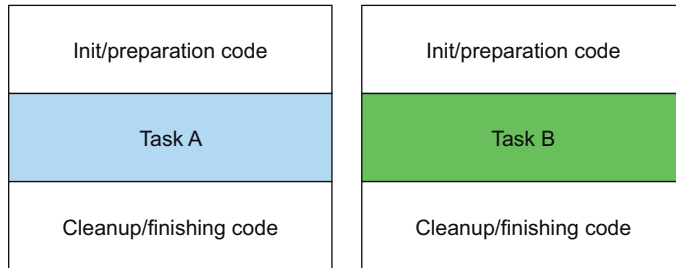 Init/preparation code
Task A
Cleanup/finishing code
Init/preparation code
Task B
Cleanup/finishing code